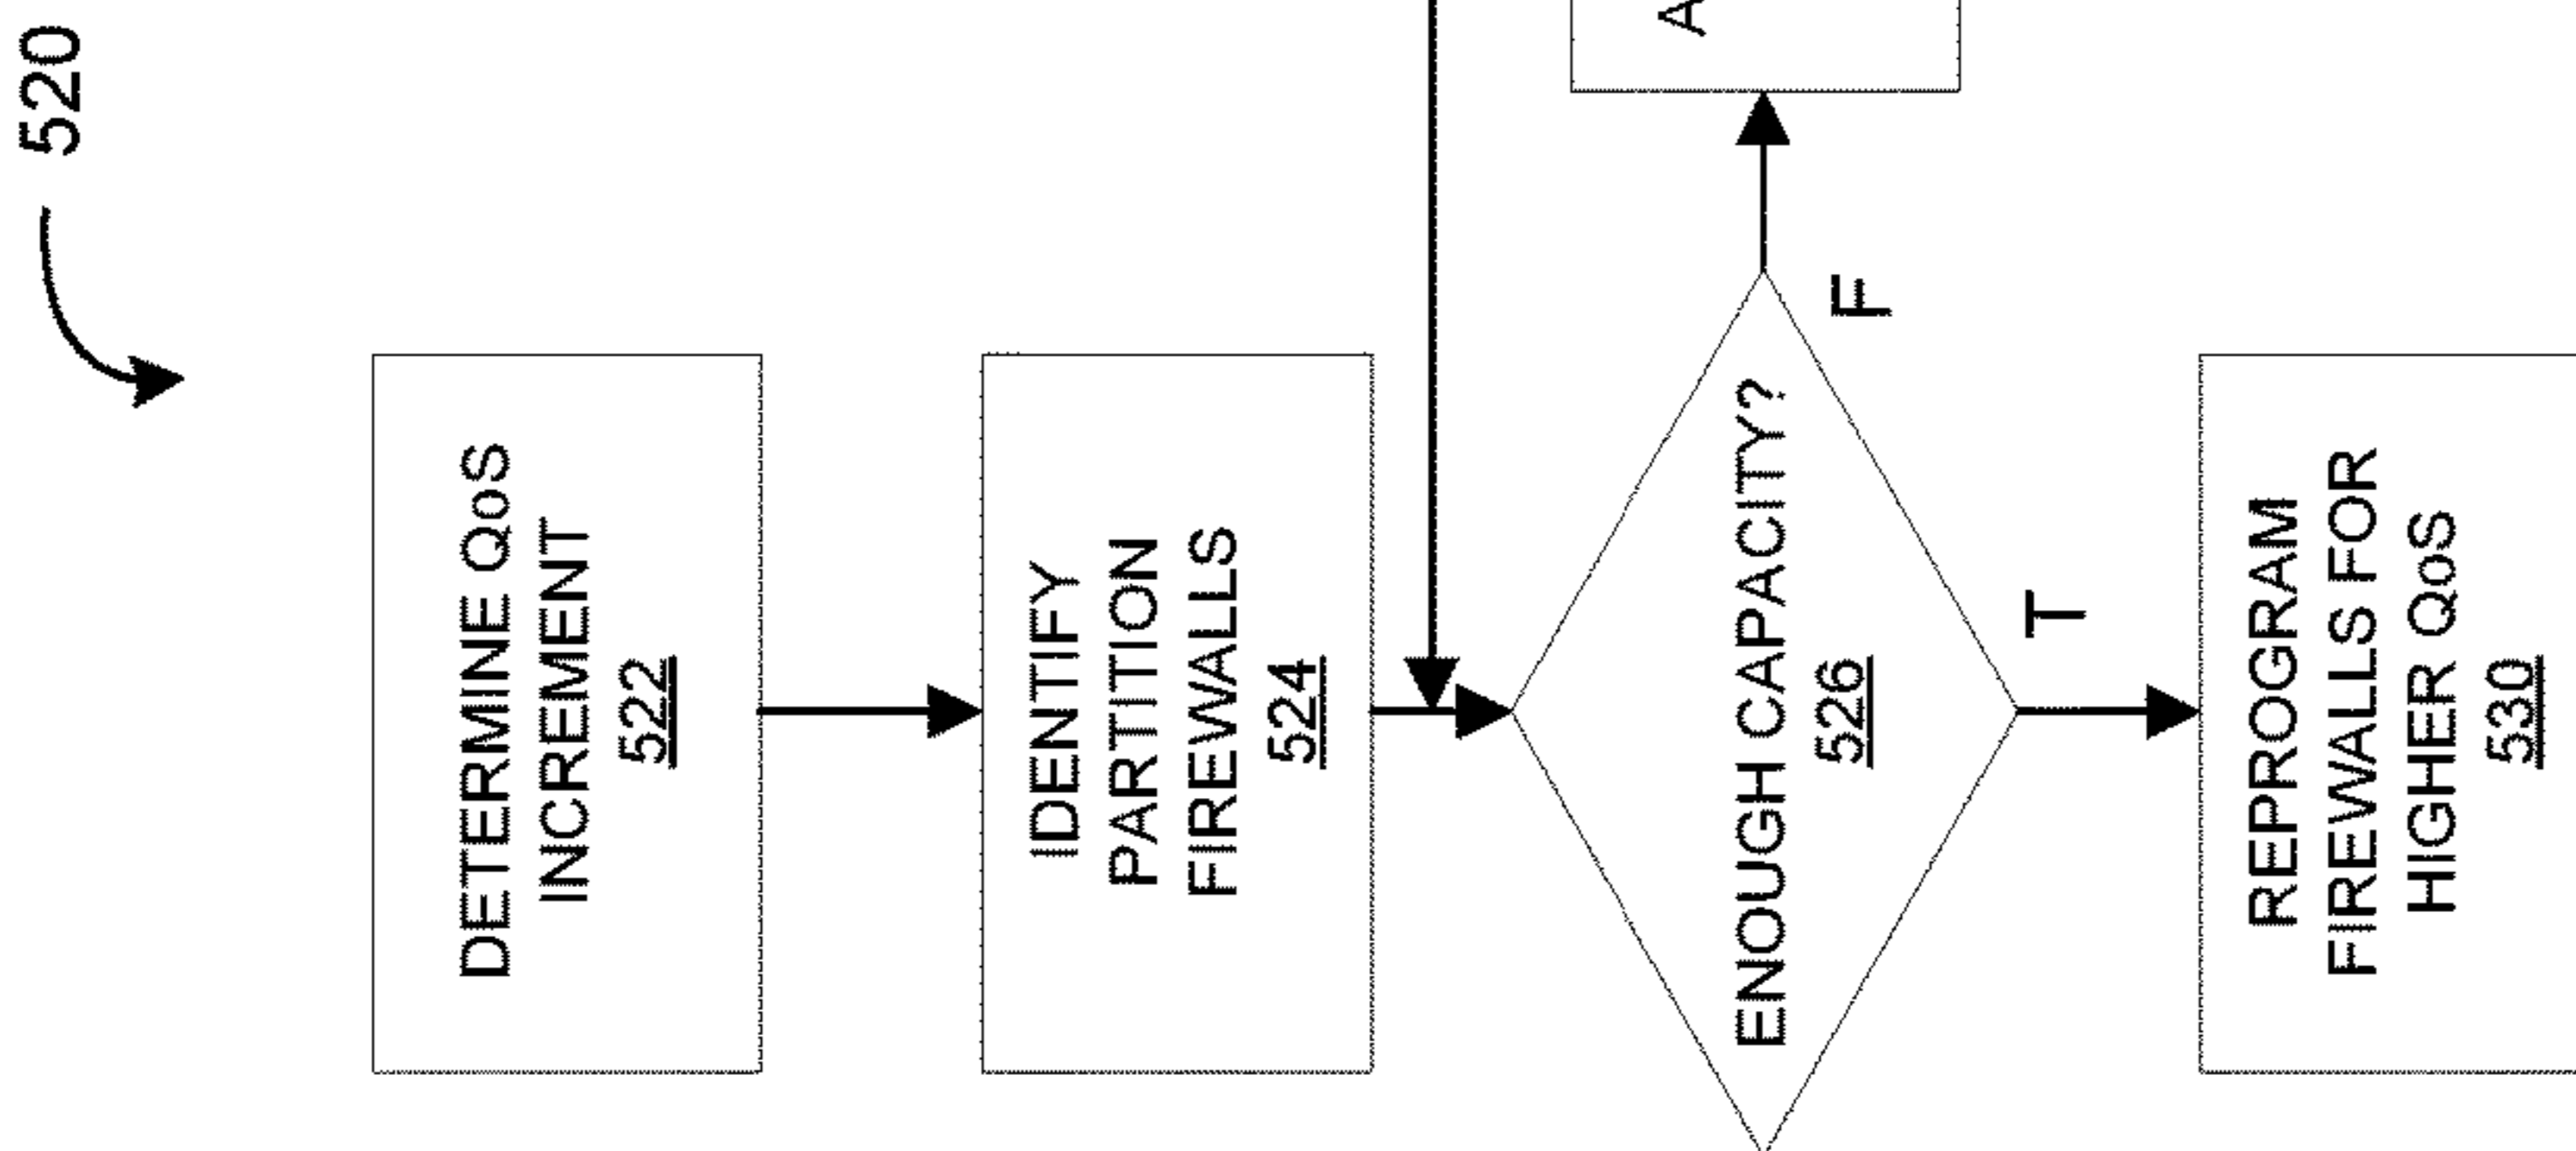 520
DETERMINE QoS
INCREMENT
522
IDENTIFY
PARTITION
FIREWALLS
524
ENOUGH CAPACITY?
526
F
A
T
REPROGRAM
FIREWALLS FOR
HIGHER QoS
530